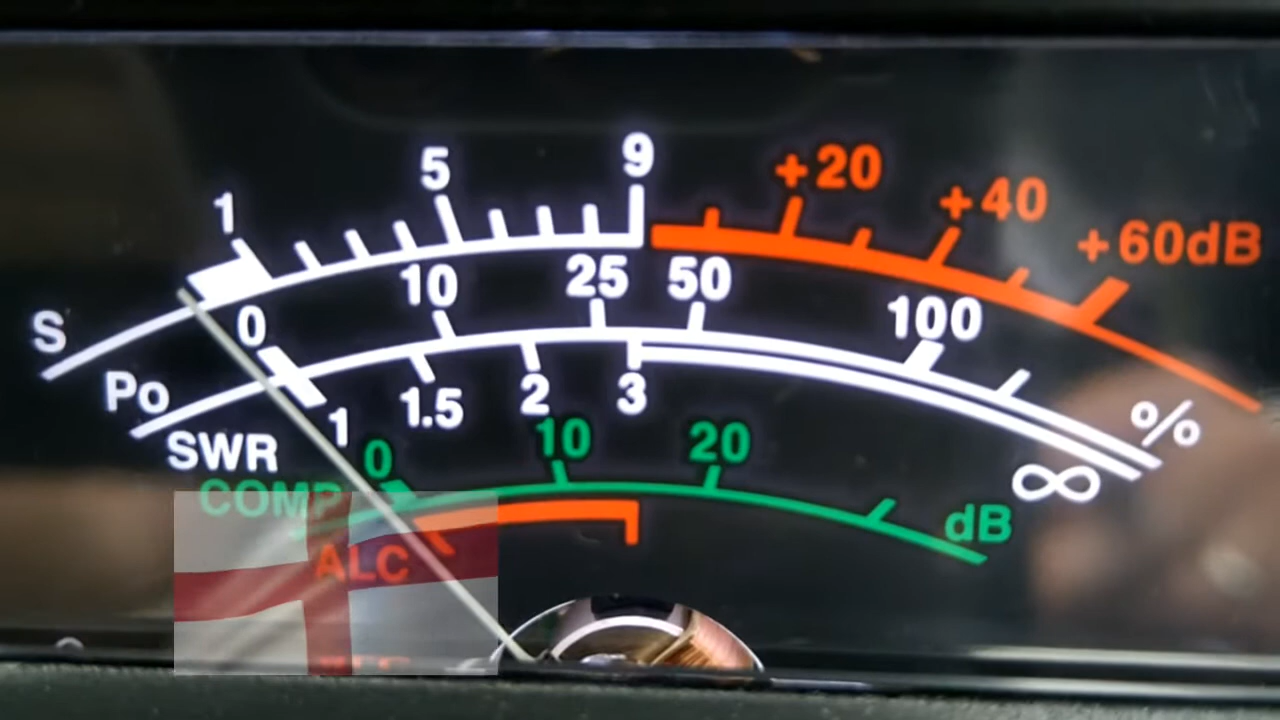 1 5 9 +20 +40 +60dB
S
0 10 25 50 100 %
Po
SWR 1 1.5 2 3 ∞
COMP 0 10 20 dB
ALC